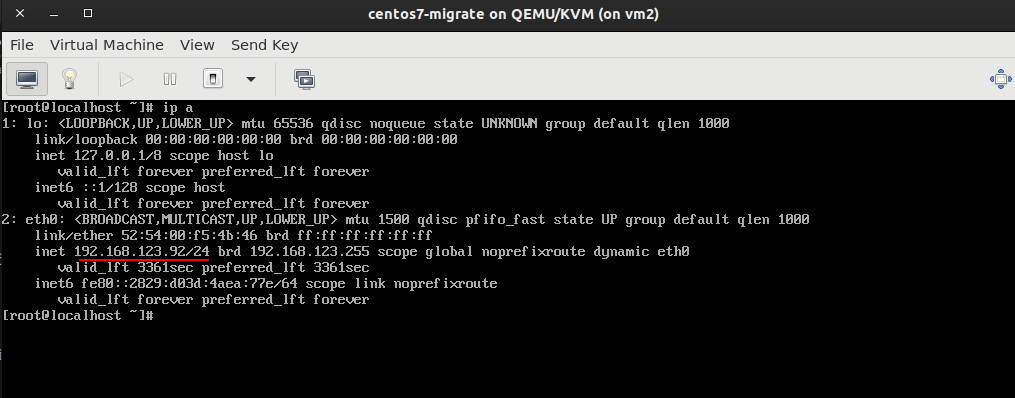 centos7-migrate on QEMU/KVM (on vm2)
File Virtual Machine View Send Key
[root@localhost ~]# ip a
1: lo: <LOOPBACK,UP,LOWER_UP> mtu 65536 qdisc noqueue state UNKNOWN group default qlen 1000
    link/loopback 00:00:00:00:00:00 brd 00:00:00:00:00:00
    inet 127.0.0.1/8 scope host lo
       valid_lft forever preferred_lft forever
    inet6 ::1/128 scope host
       valid_lft forever preferred_lft forever
2: eth0: <BROADCAST,MULTICAST,UP,LOWER_UP> mtu 1500 qdisc pfifo_fast state UP group default qlen 1000
    link/ether 52:54:00:f5:4b:46 brd ff:ff:ff:ff:ff:ff
    inet 192.168.123.92/24 brd 192.168.123.255 scope global noprefixroute dynamic eth0
       valid_lft 3361sec preferred_lft 3361sec
    inet6 fe80::2829:d03d:4aea:77e/64 scope link noprefixroute
       valid_lft forever preferred_lft forever
[root@localhost ~]#